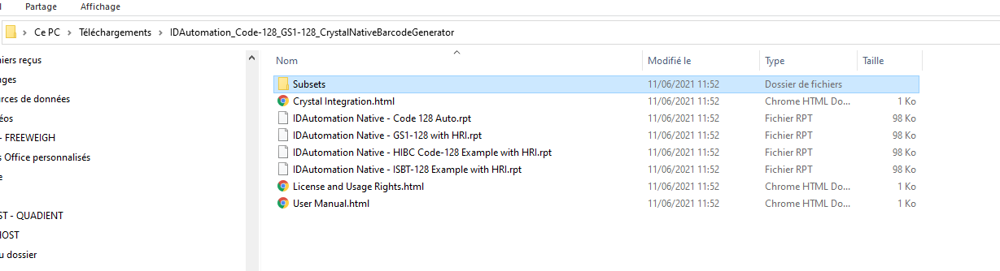 Partage Affichage
Ce PC > Téléchargements > IDAutomation_Code-128_GS1-128_CrystalNativeBarcodeGenerator
niers reçus
ages
urces de données
éos
- FREEWEIGH
s Office personnalisés
e
ST - QUADIENT
HOST
u dossier
Nom Modifié le Type Taille
Subsets 11/06/2021 11:52 Dossier de fichiers
Crystal Integration.html 11/06/2021 11:52 Chrome HTML Do... 1 Ko
IDAutomation Native - Code 128 Auto.rpt 11/06/2021 11:52 Fichier RPT 98 Ko
IDAutomation Native - GS1-128 with HRI.rpt 11/06/2021 11:52 Fichier RPT 98 Ko
IDAutomation Native - HIBC Code-128 Example with HRI.rpt 11/06/2021 11:52 Fichier RPT 98 Ko
IDAutomation Native - ISBT-128 Example with HRI.rpt 11/06/2021 11:52 Fichier RPT 98 Ko
License and Usage Rights.html 11/06/2021 11:52 Chrome HTML Do... 1 Ko
User Manual.html 11/06/2021 11:52 Chrome HTML Do... 1 Ko